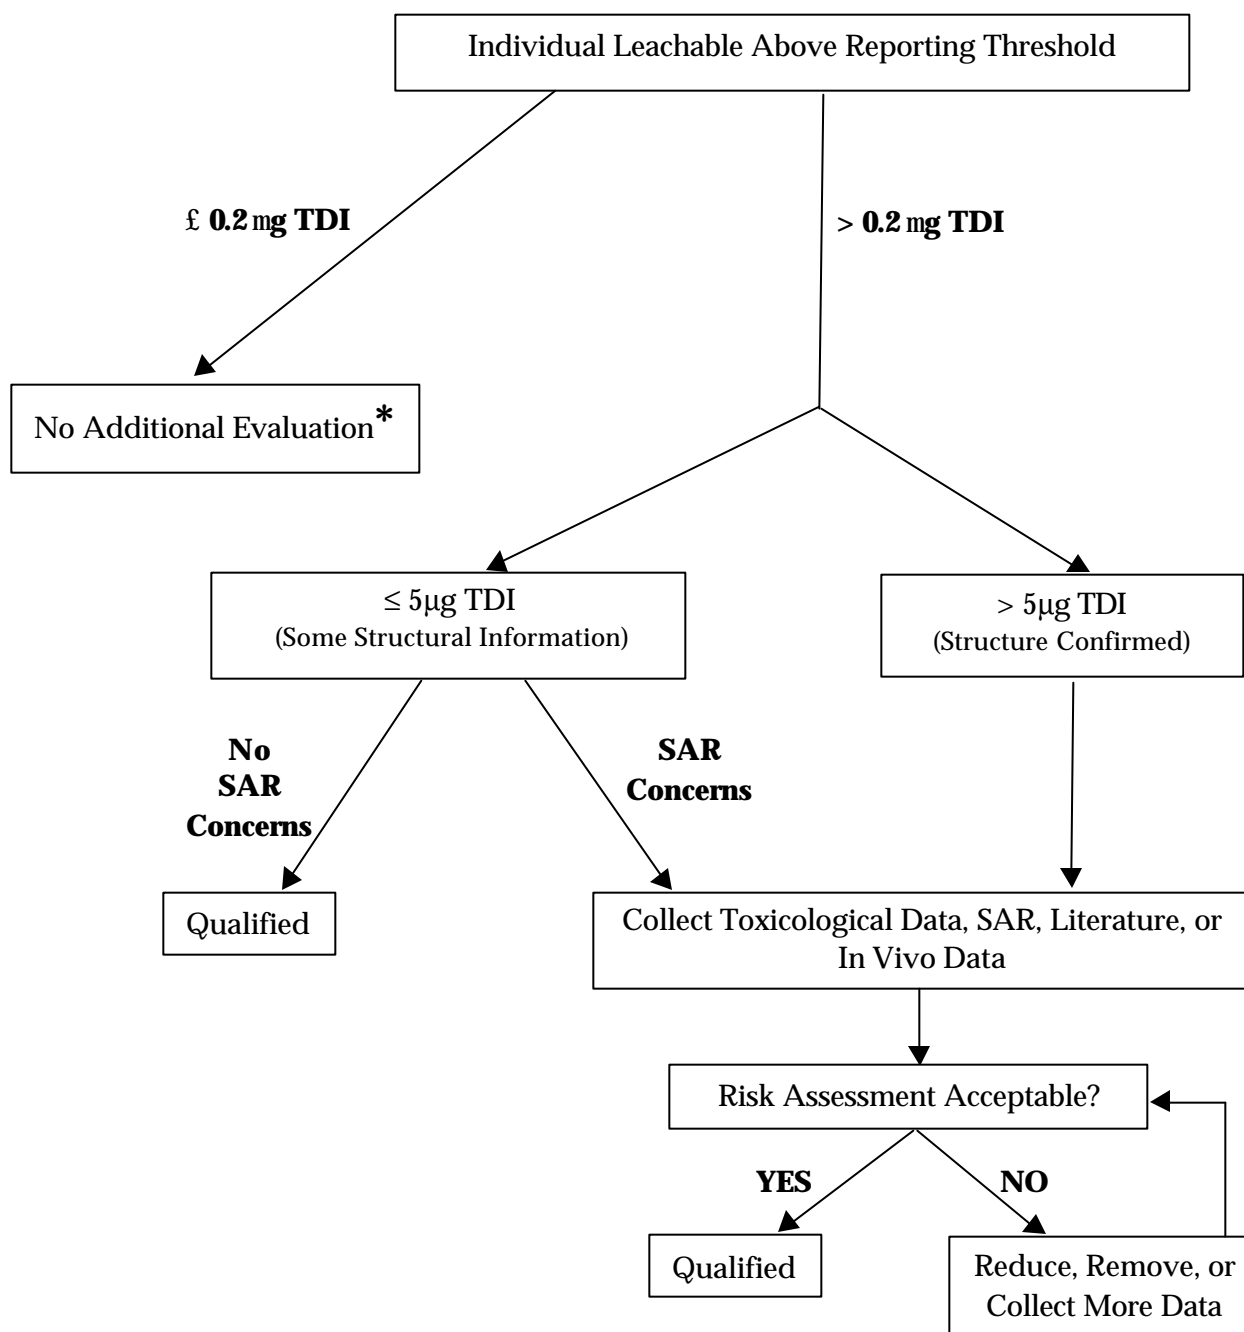 Individual Leachable Above Reporting Threshold
£ 0.2 mg TDI
> 0.2 mg TDI
No Additional Evaluation*
≤ 5µg TDI
(Some Structural Information)
> 5µg TDI
(Structure Confirmed)
No
SAR
Concerns
SAR
Concerns
Qualified
Collect Toxicological Data, SAR, Literature, or
In Vivo Data
Risk Assessment Acceptable?
YES
NO
Qualified
Reduce, Remove, or
Collect More Data